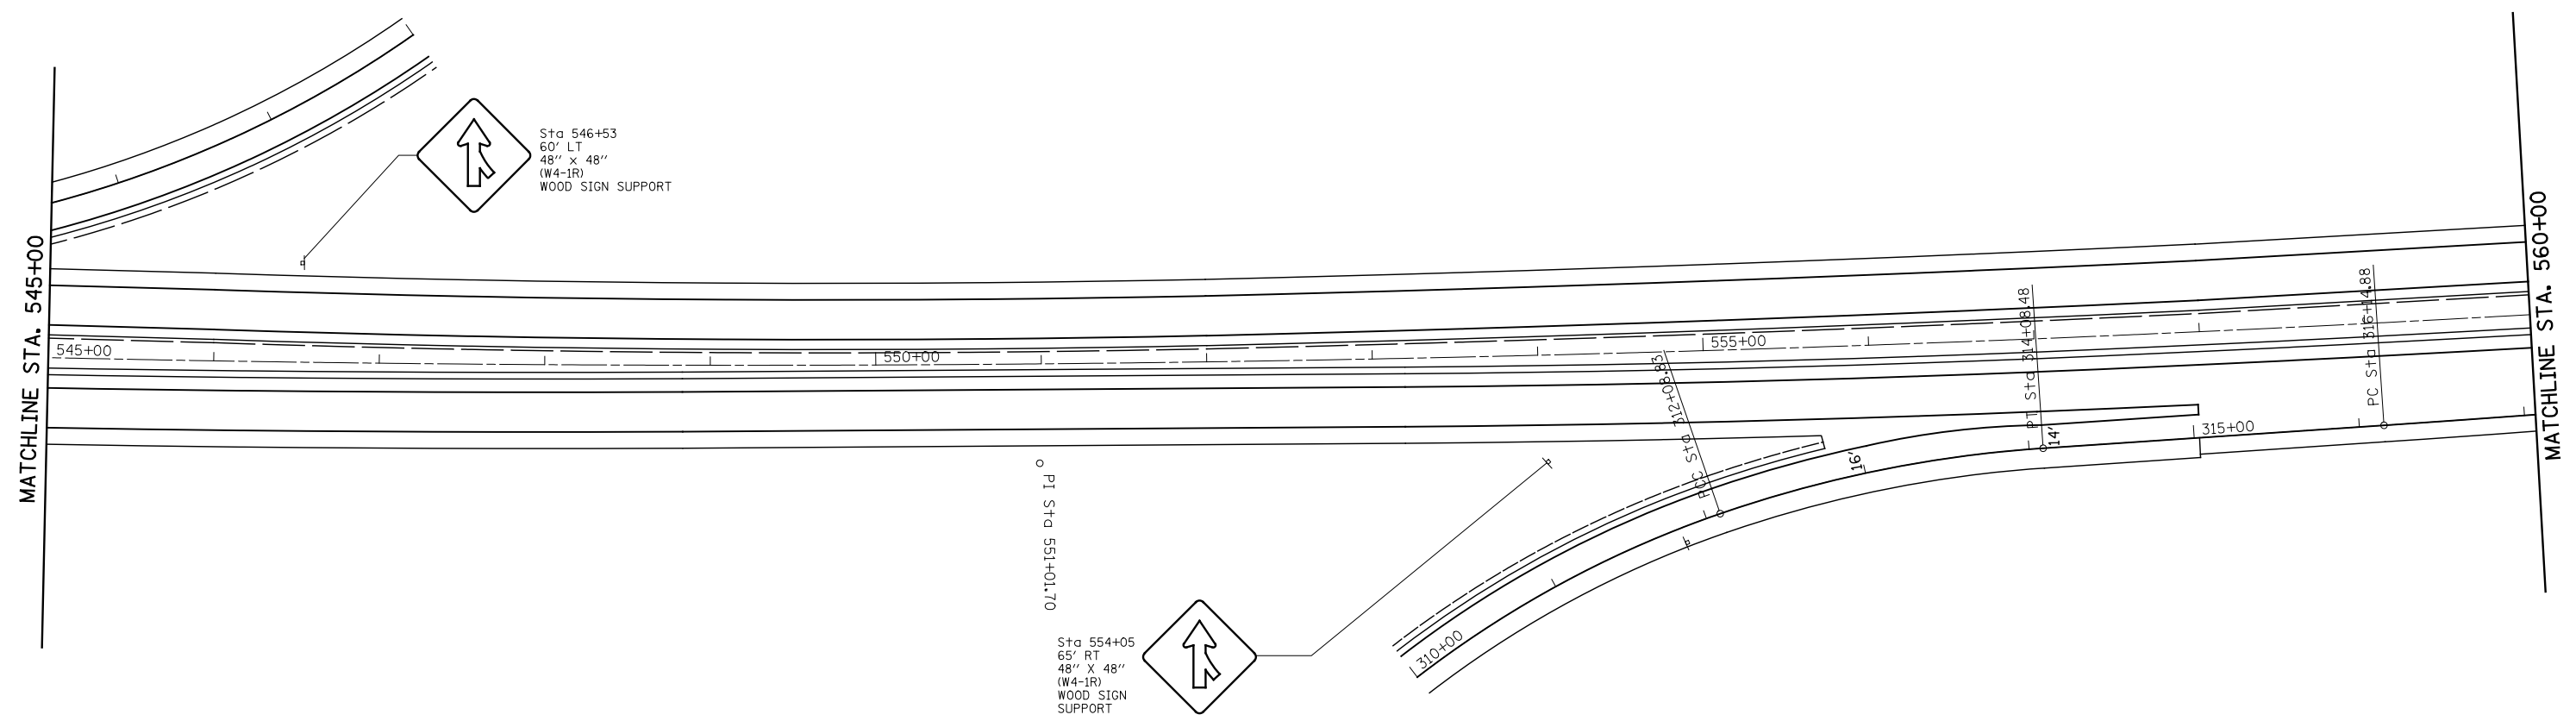 MATCHLINE STA. 545+00
Sta 546+53
60' LT
48" x 48"
(W4-1R)
WOOD SIGN SUPPORT
545+00
550+00
555+00
PI Sta 551+01.70
Sta 554+05
65' RT
48" X 48"
(W4-1R)
WOOD SIGN
SUPPORT
310+00
PCC Sta 312+08.83
16'
14'
PT Sta 314+08.48
315+00
PC Sta 316+14.88
MATCHLINE STA. 560+00